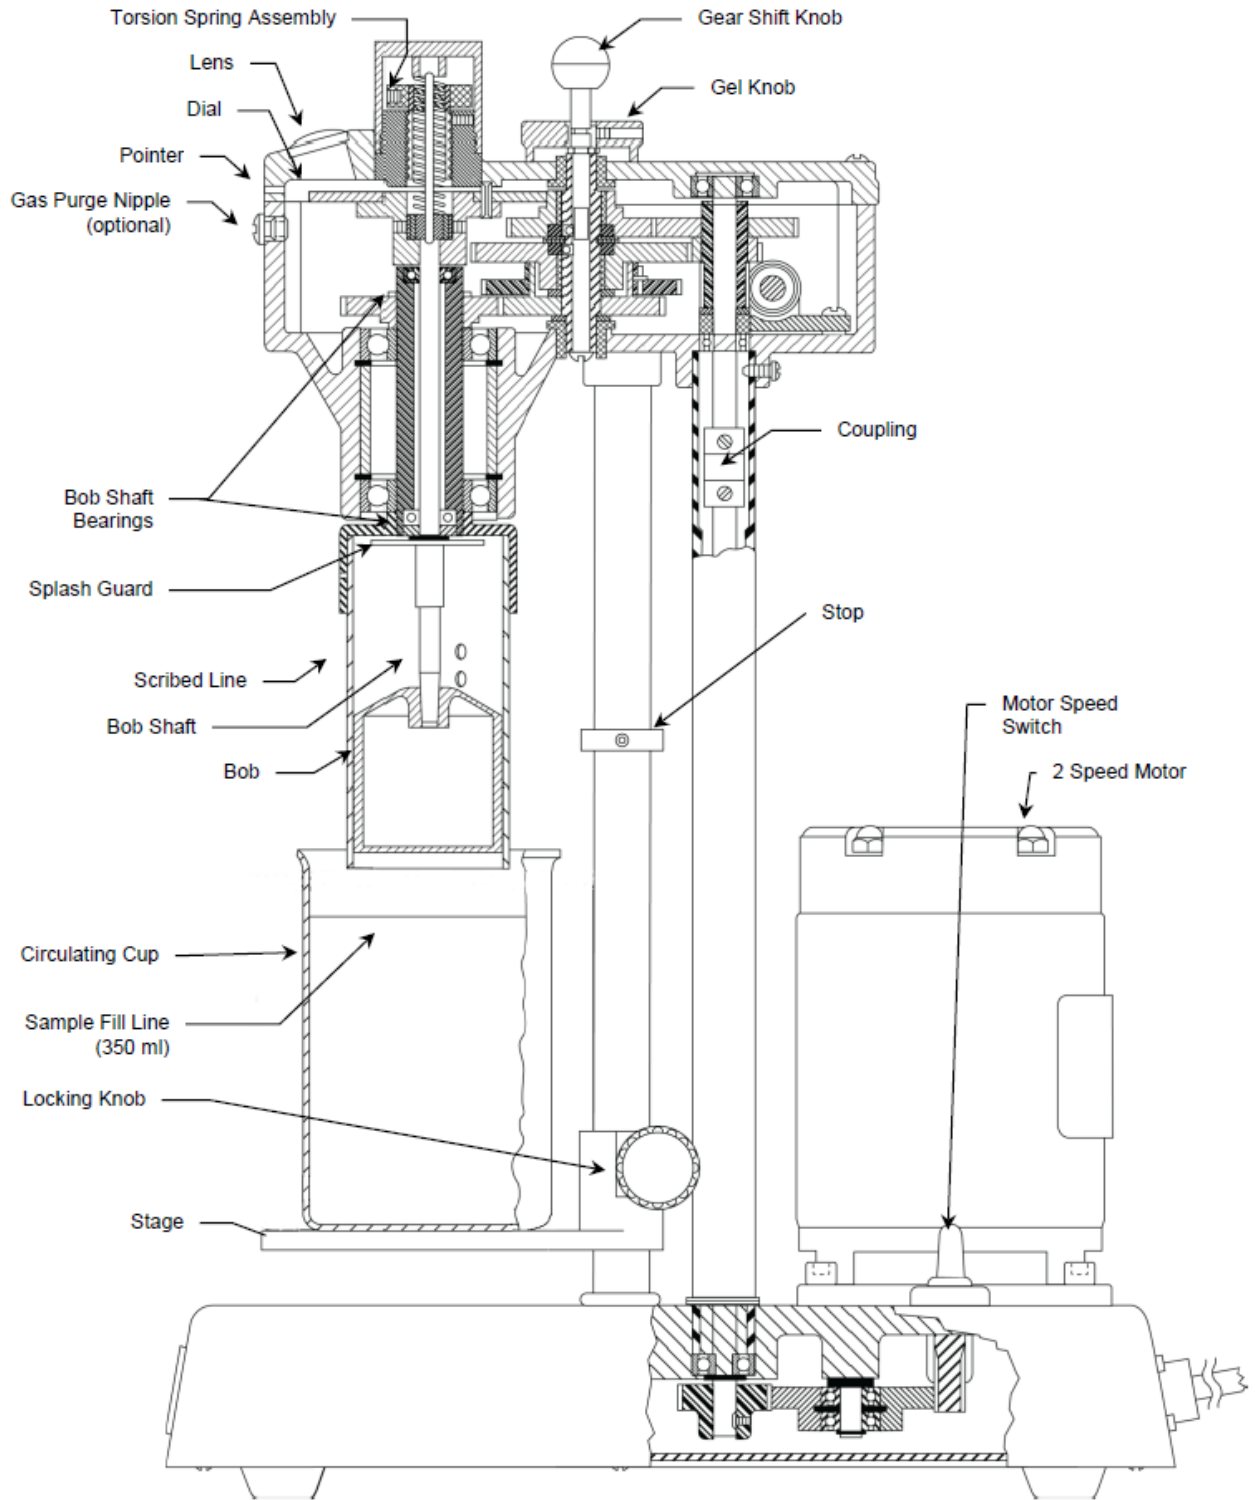 Torsion Spring Assembly
Gear Shift Knob
Lens
Gel Knob
Dial
Pointer
Gas Purge Nipple
(optional)
Coupling
Bob Shaft
Bearings
Splash Guard
Stop
Scribed Line
Motor Speed
Switch
Bob Shaft
Bob
2 Speed Motor
Circulating Cup
Sample Fill Line
(350 ml)
Locking Knob
Stage